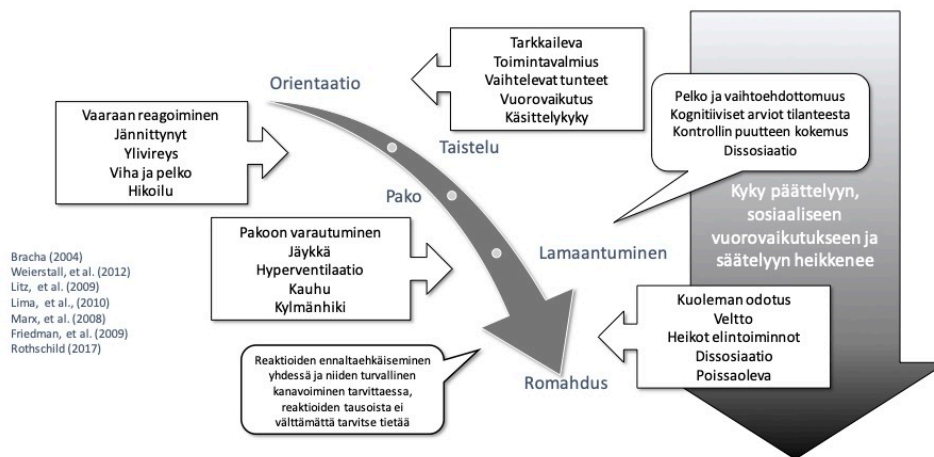 Orientaatio
Tarkkaileva
Toimintavalmius
Vaihtelevat tunteet
Vuorovaikutus
Käsittelykyky
Vaaraan reagoiminen
Jännittynyt
Ylivireys
Viha ja pelko
Hikoilu
Taistelu
Pelko ja vaihtoehdottomuus
Kognitiiviset arviot tilanteesta
Kontrollin puutteen kokemus
Dissosiaatio
Pako
Kyky päättelyyn,
sosiaaliseen
vuorovaikutukseen ja
säätelyyn heikkenee
Pakoon varautuminen
Jäykkä
Hyperventilaatio
Kauhu
Kylmänhiki
Lamaantuminen
Bracha (2004)
Weierstall, et al. (2012)
Litz, et al. (2009)
Lima, et al., (2010)
Marx, et al. (2008)
Friedman, et al. (2009)
Rothschild (2017)
Kuoleman odotus
Veltto
Heikot elintoiminnot
Dissosiaatio
Poissaoleva
Reaktioiden ennaltaehkäiseminen
yhdessä ja niiden turvallinen
kanavoiminen tarvittaessa,
reaktioiden tausoista ei
välttämättä tarvitse tietää
Romahdus